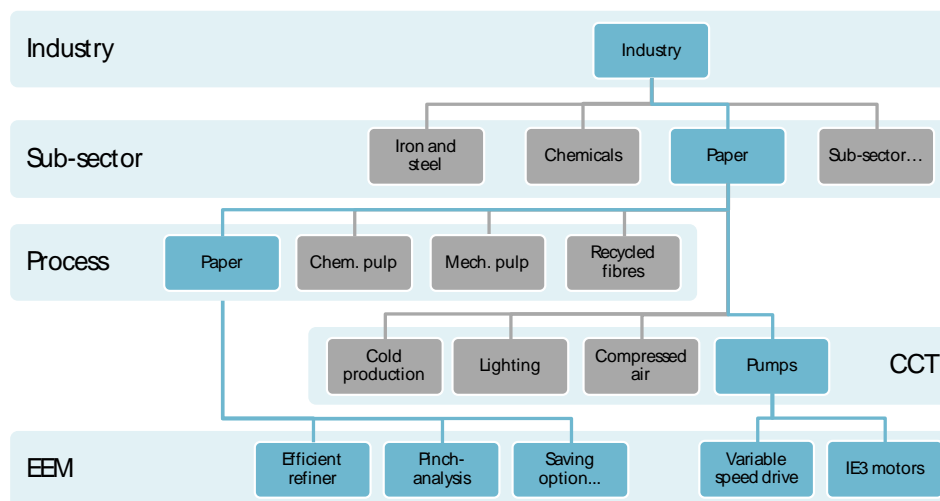 Industry
Industry
Sub-sector
Iron and
steel
Chemicals
Paper
Sub-sector...
Process
Paper
Chem. pulp
Mech. pulp
Recycled
fibres
Cold
production
Lighting
Compressed
air
Pumps
CCT
EEM
Efficient
refiner
Pinch-
analysis
Saving
option...
Variable
speed drive
IE3 motors